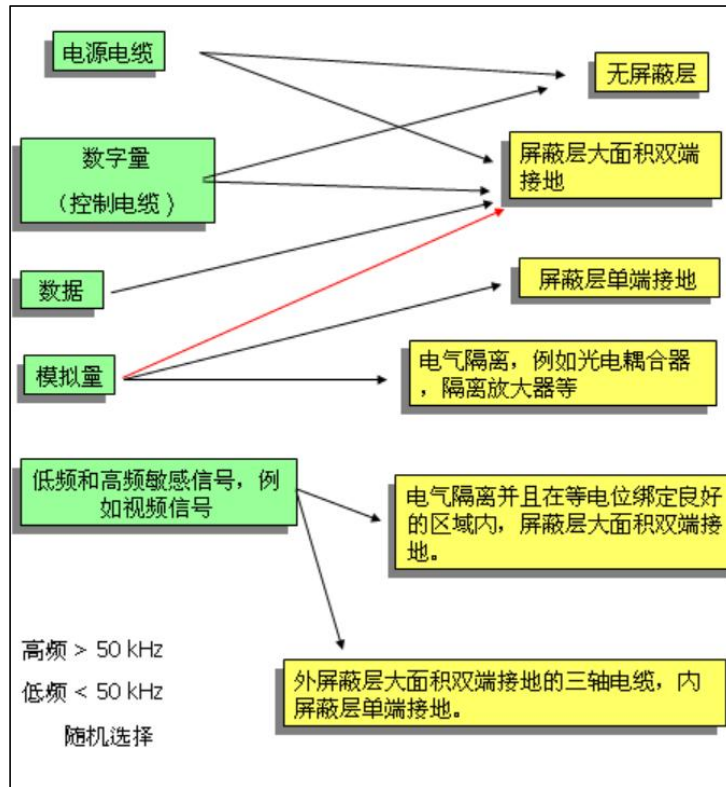 电源电缆
无屏蔽层
数字量
（控制电缆）
屏蔽层大面积双端
接地
数据
屏蔽层单端接地
模拟量
电气隔离，例如光电耦合器
，隔离放大器等
低频和高频敏感信号，例
如视频信号
电气隔离并且在等电位绑定良好
的区域内，屏蔽层大面积双端接
地。
高频 > 50 kHz
低频 < 50 kHz
随机选择
外屏蔽层大面积双端接地的三轴电缆，内
屏蔽层单端接地。